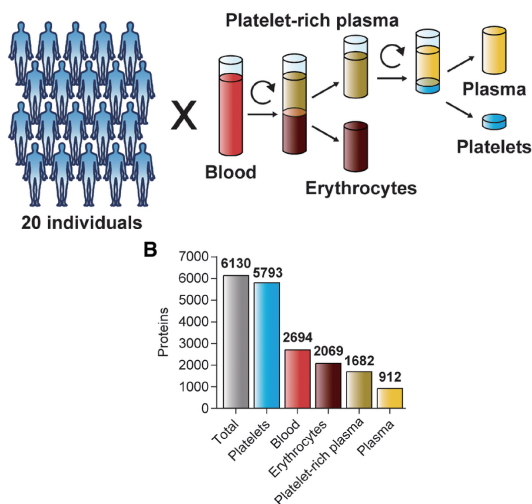 Platelet-rich plasma
X
Plasma
Blood
Platelets
Erythrocytes
20 individuals
B
Proteins
7000
6000
5000
4000
3000
2000
1000
0
6130
5793
2694
2069
1682
912
Total
Platelets
Blood
Erythrocytes
Platelet-rich plasma
Plasma